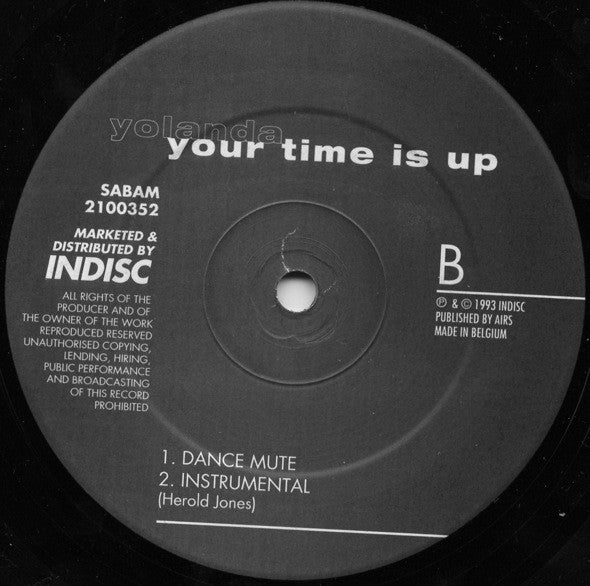 yolanda
your time is up
SABAM
2100352
MARKETED &
DISTRIBUTED BY
INDISC
ALL RIGHTS OF THE
PRODUCER AND OF
THE OWNER OF THE WORK
REPRODUCED RESERVED
UNAUTHORISED COPYING,
LENDING, HIRING,
PUBLIC PERFORMANCE
AND BROADCASTING
OF THIS RECORD
PROHIBITED
B
℗ & © 1993 INDISC
PUBLISHED BY AIRS
MADE IN BELGIUM
1. DANCE MUTE
2. INSTRUMENTAL
(Herold Jones)